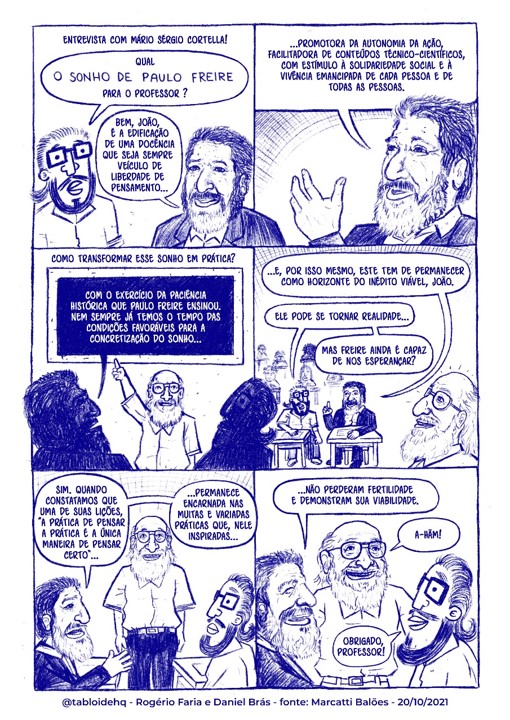 ENTREVISTA COM MÁRIO SÉRGIO CORTELLA!
QUAL
O SONHO DE PAULO FREIRE
PARA O PROFESSOR?
BEM, JOÃO,
É A EDIFICAÇÃO
DE UMA DOCÊNCIA
QUE SEJA SEMPRE
VEÍCULO DE
LIBERDADE DE
PENSAMENTO...
...PROMOTORA DA AUTONOMIA DA AÇÃO,
FACILITADORA DE CONTEÚDOS TÉCNICO-CIENTÍFICOS,
COM ESTÍMULO À SOLIDARIEDADE SOCIAL E À
VIVÊNCIA EMANCIPADA DE CADA PESSOA E DE
TODAS AS PESSOAS.
COMO TRANSFORMAR ESSE SONHO EM PRÁTICA?
COM O EXERCÍCIO DA PACIÊNCIA
HISTÓRICA QUE PAULO FREIRE ENSINOU.
NEM SEMPRE JÁ TEMOS O TEMPO DAS
CONDIÇÕES FAVORÁVEIS PARA A
CONCRETIZAÇÃO DO SONHO...
...E, POR ISSO MESMO, ESTE TEM DE PERMANECER
COMO HORIZONTE DO INÉDITO VIÁVEL, JOÃO.
ELE PODE SE TORNAR REALIDADE...
MAS FREIRE AINDA É CAPAZ
DE NOS ESPERANÇAR?
SIM. QUANDO
CONSTATAMOS QUE
UMA DE SUAS LIÇÕES,
"A PRÁTICA DE PENSAR
A PRÁTICA É A ÚNICA
MANEIRA DE PENSAR
CERTO"...
...PERMANECE
ENCARNADA NAS
MUITAS E VARIADAS
PRÁTICAS QUE, NELE
INSPIRADAS...
...NÃO PERDERAM FERTILIDADE
E DEMONSTRAM SUA VIABILIDADE.
A-HÃM!
OBRIGADO,
PROFESSOR!
@tabloidehq - Rogério Faria e Daniel Brás - fonte: Marcatti Balões - 20/10/2021